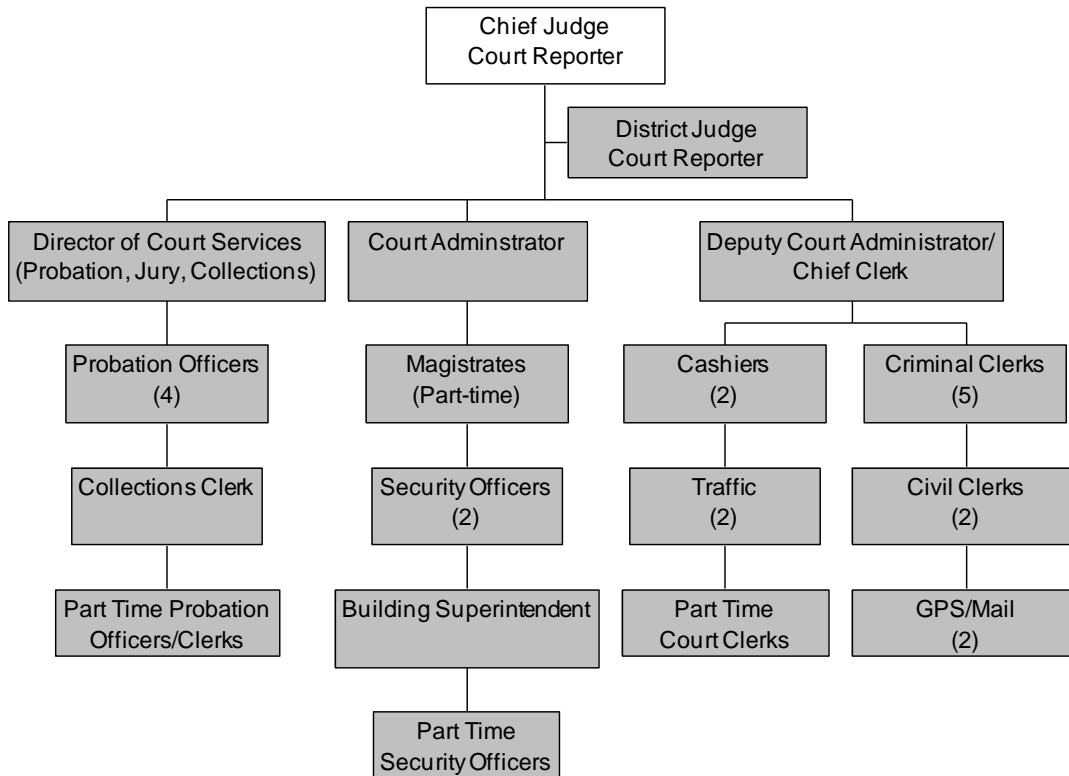 Chief Judge
Court Reporter
District Judge
Court Reporter
Director of Court Services
(Probation, Jury, Collections)
Court Adminstrator
Deputy Court Administrator/
Chief Clerk
Probation Officers
(4)
Magistrates
(Part-time)
Cashiers
(2)
Criminal Clerks
(5)
Collections Clerk
Security Officers
(2)
Traffic
(2)
Civil Clerks
(2)
Part Time Probation
Officers/Clerks
Building Superintendent
Part Time
Court Clerks
GPS/Mail
(2)
Part Time
Security Officers